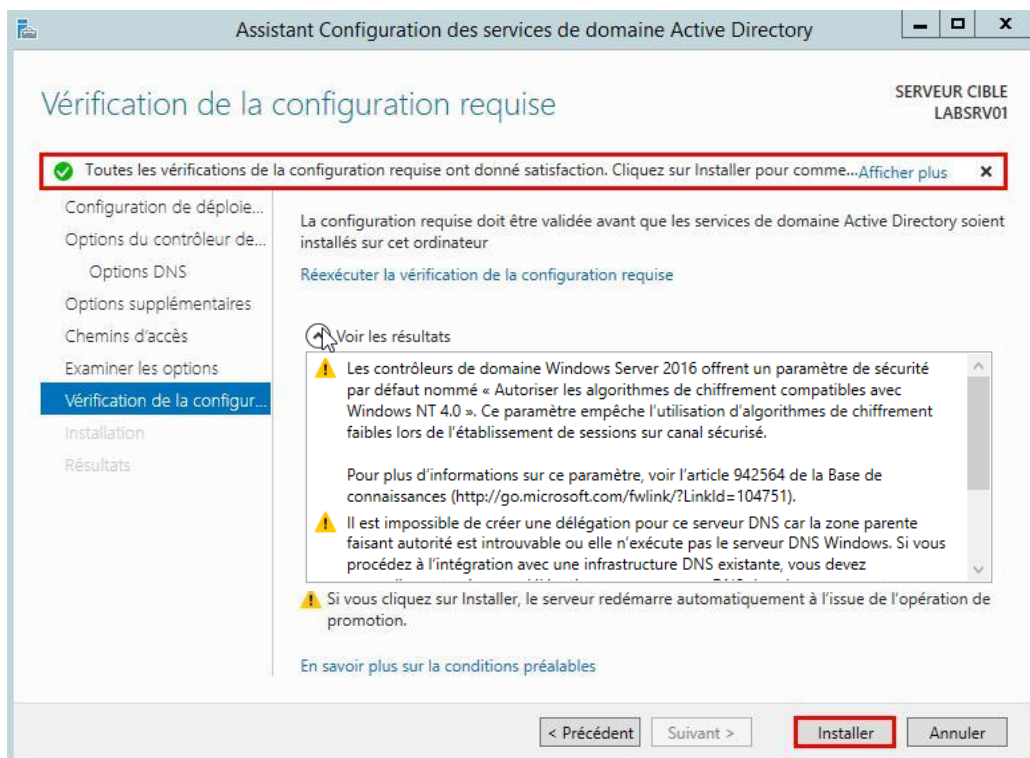 Assistant Configuration des services de domaine Active Directory
Vérification de la configuration requise
SERVEUR CIBLE
LABSRV01
Toutes les vérifications de la configuration requise ont donné satisfaction. Cliquez sur Installer pour comme...Afficher plus
Configuration de déploie...
Options du contrôleur de...
Options DNS
Options supplémentaires
Chemins d'accès
Examiner les options
Vérification de la configur...
Installation
Résultats
La configuration requise doit être validée avant que les services de domaine Active Directory soient
installés sur cet ordinateur
Réexécuter la vérification de la configuration requise
Voir les résultats
Les contrôleurs de domaine Windows Server 2016 offrent un paramètre de sécurité
par défaut nommé « Autoriser les algorithmes de chiffrement compatibles avec
Windows NT 4.0 ». Ce paramètre empêche l'utilisation d'algorithmes de chiffrement
faibles lors de l'établissement de sessions sur canal sécurisé.
Pour plus d'informations sur ce paramètre, voir l'article 942564 de la Base de
connaissances (http://go.microsoft.com/fwlink/?LinkId=104751).
Il est impossible de créer une délégation pour ce serveur DNS car la zone parente
faisant autorité est introuvable ou elle n'exécute pas le serveur DNS Windows. Si vous
procédez à l'intégration avec une infrastructure DNS existante, vous devez
Si vous cliquez sur Installer, le serveur redémarre automatiquement à l'issue de l'opération de
promotion.
En savoir plus sur la conditions préalables
< Précédent
Suivant >
Installer
Annuler